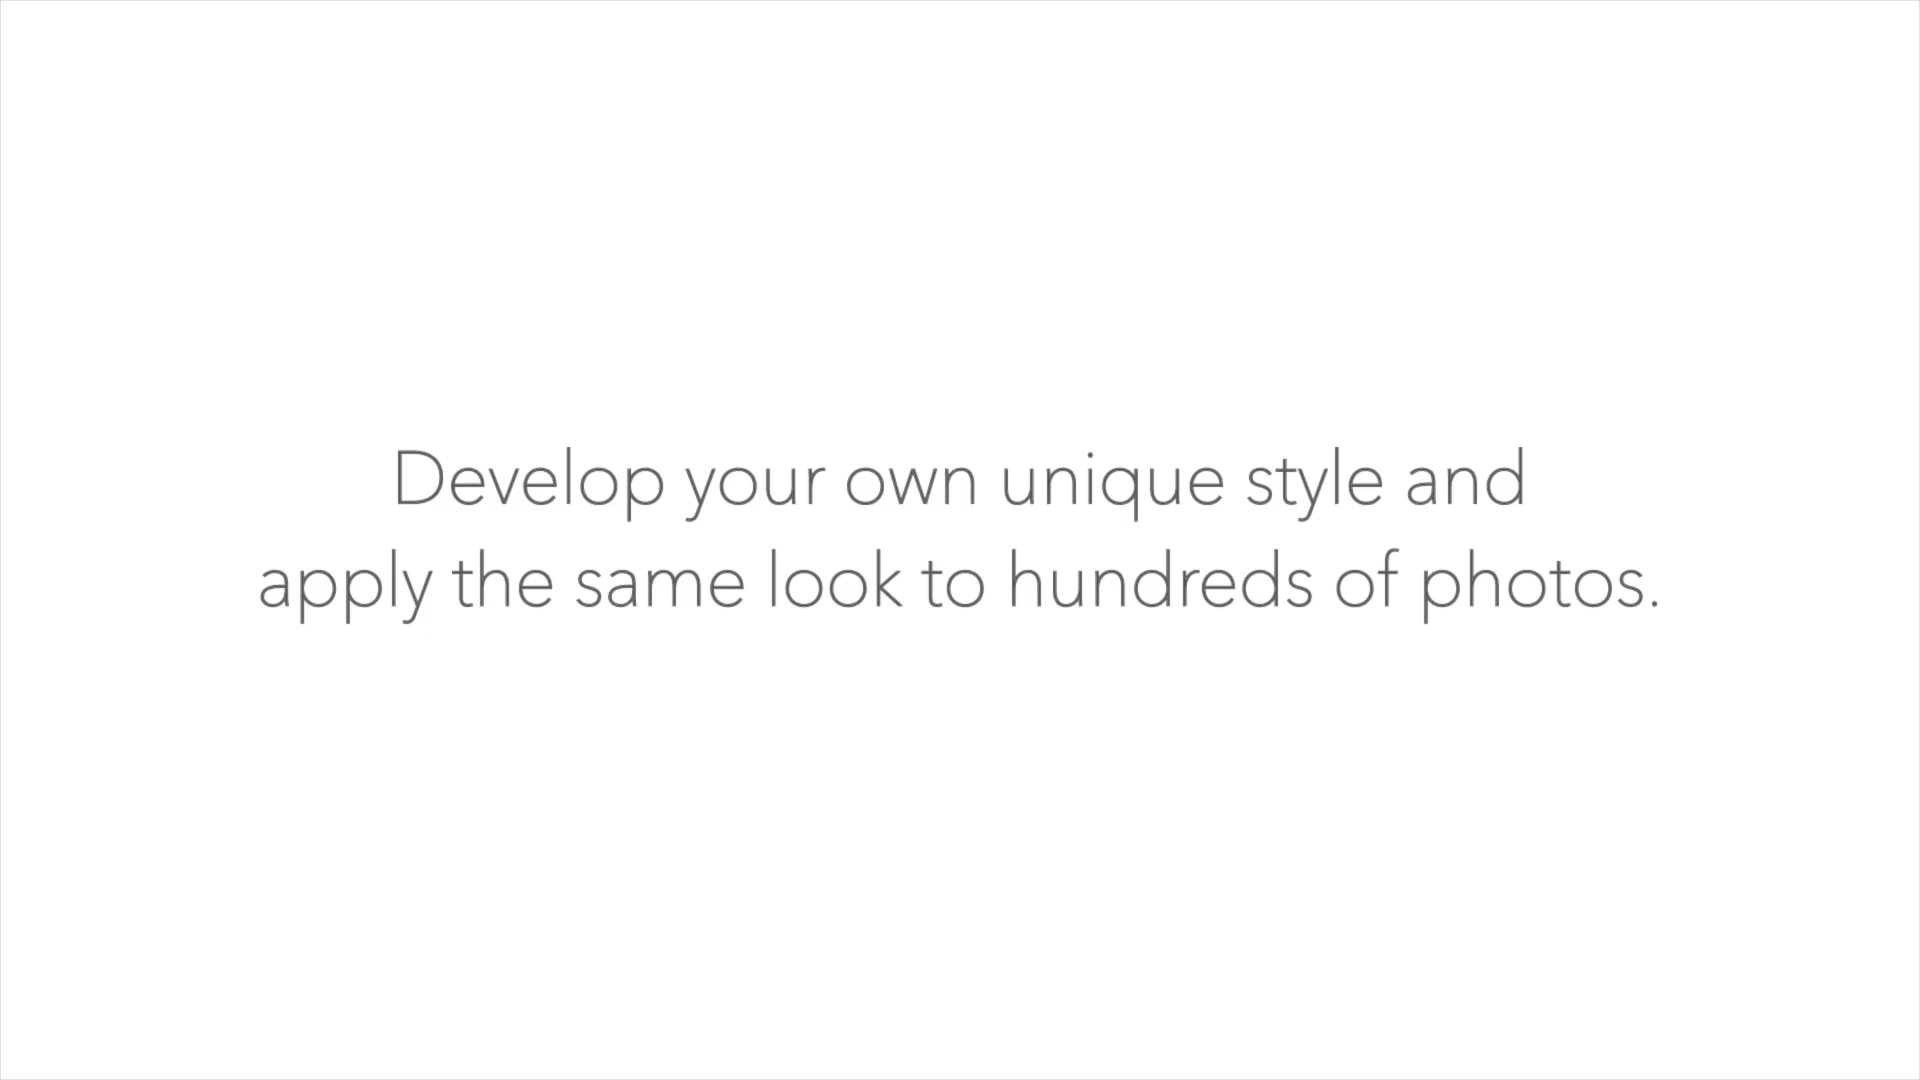 Develop your own unique style and
apply the same look to hundreds of photos.